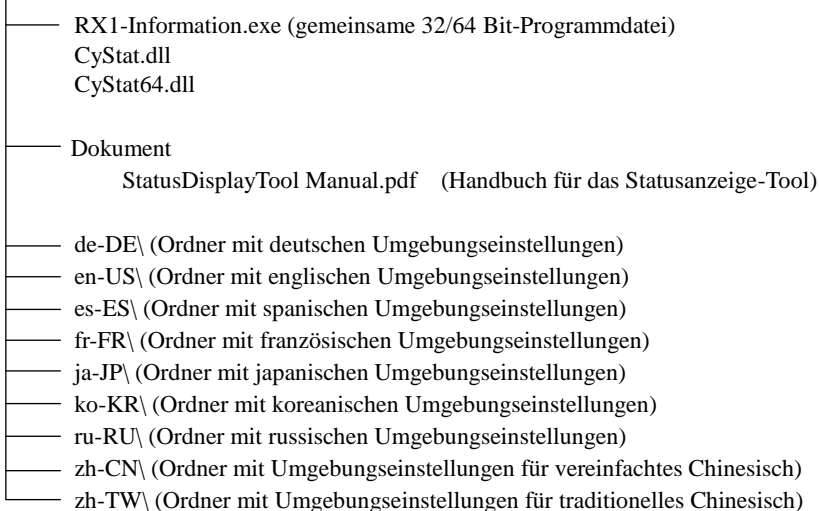 RX1-Information.exe (gemeinsame 32/64 Bit-Programmdatei)
CyStat.dll
CyStat64.dll
Dokument
StatusDisplayTool Manual.pdf (Handbuch für das Statusanzeige-Tool)
de-DE\ (Ordner mit deutschen Umgebungseinstellungen)
en-US\ (Ordner mit englischen Umgebungseinstellungen)
es-ES\ (Ordner mit spanischen Umgebungseinstellungen)
fr-FR\ (Ordner mit französischen Umgebungseinstellungen)
ja-JP\ (Ordner mit japanischen Umgebungseinstellungen)
ko-KR\ (Ordner mit koreanischen Umgebungseinstellungen)
ru-RU\ (Ordner mit russischen Umgebungseinstellungen)
zh-CN\ (Ordner mit Umgebungseinstellungen für vereinfachtes Chinesisch)
zh-TW\ (Ordner mit Umgebungseinstellungen für traditionelles Chinesisch)